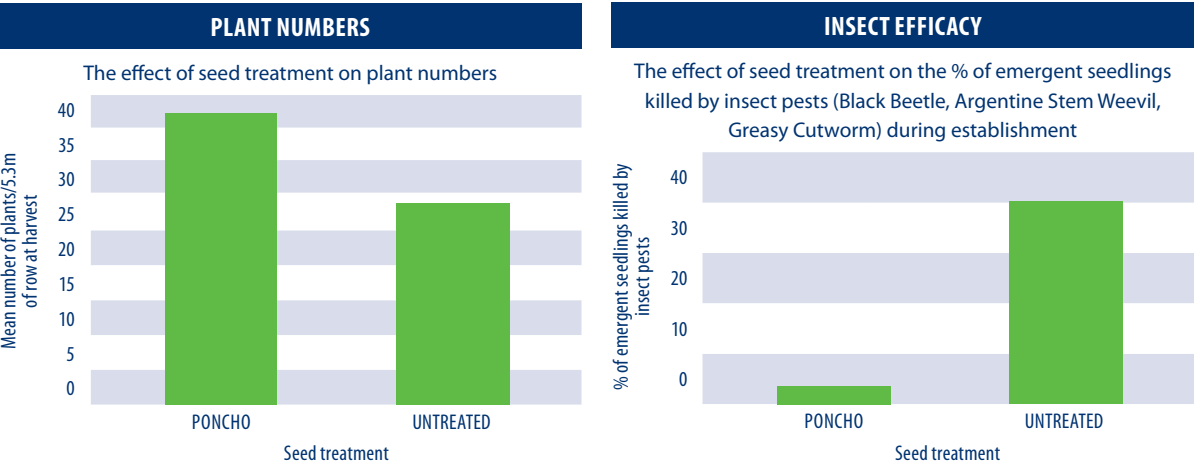 PLANT NUMBERS
The effect of seed treatment on plant numbers
Mean number of plants/5.3m
of row at harvest
40
35
30
25
20
15
10
5
0
PONCHO
UNTREATED
Seed treatment
INSECT EFFICACY
The effect of seed treatment on the % of emergent seedlings
killed by insect pests (Black Beetle, Argentine Stem Weevil,
Greasy Cutworm) during establishment
% of emergent seedlings killed by
insect pests
40
30
20
10
0
PONCHO
UNTREATED
Seed treatment